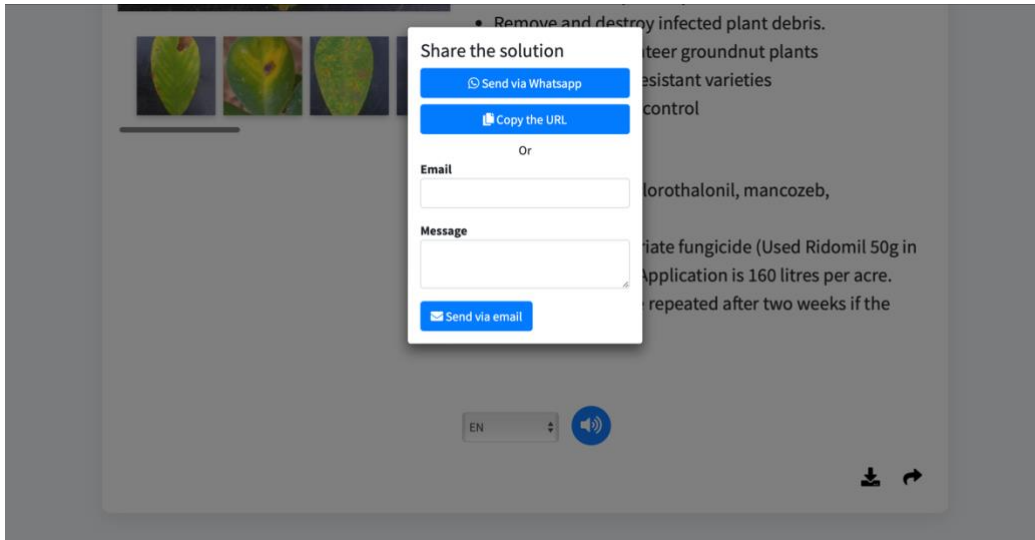 Remove and destroy infected plant debris.
Share the solution
teer groundnut plants
Send via Whatsapp
esistant varieties
control
Copy the URL
Or
Email
lorothalonil, mancozeb,
Message
riate fungicide (Used Ridomil 50g in
Application is 160 litres per acre.
repeated after two weeks if the
Send via email
EN